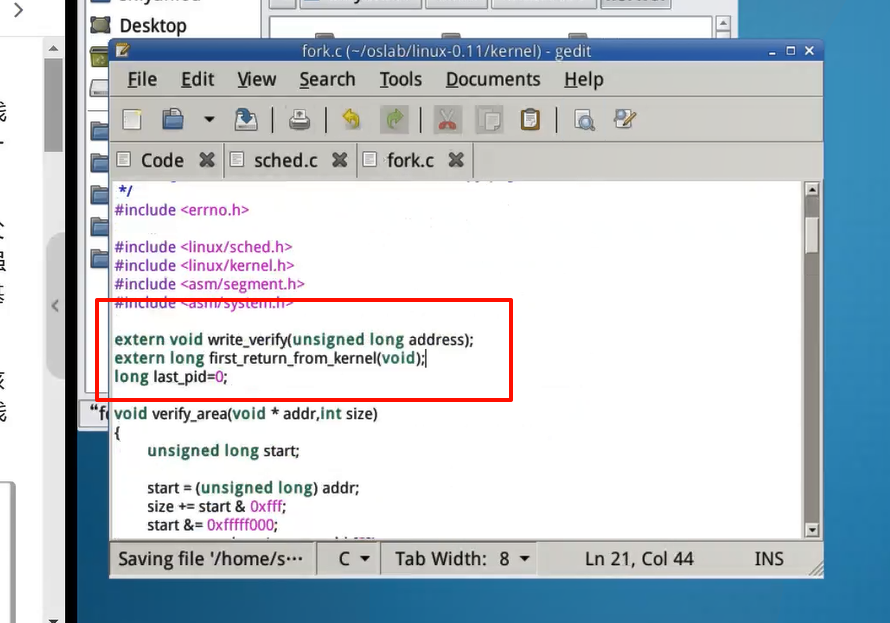 Desktop
fork.c (~/oslab/linux-0.11/kernel) - gedit
File Edit View Search Tools Documents Help
Code sched.c fork.c
*/
#include <errno.h>
#include <linux/sched.h>
#include <linux/kernel.h>
#include <asm/segment.h>
#include <asm/system.h>
extern void write_verify(unsigned long address);
extern long first_return_from_kernel(void);
long last_pid=0;
void verify_area(void * addr,int size)
{
unsigned long start;
start = (unsigned long) addr;
size += start & 0xfff;
start &= 0xfffff000;
Saving file '/home/s⋯ C Tab Width: 8 Ln 21, Col 44 INS